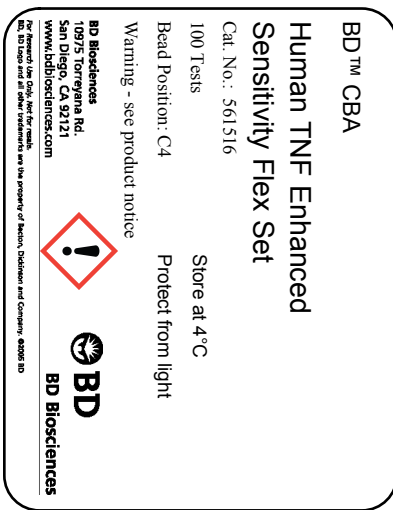 BD™ CBA
Human TNF Enhanced
Sensitivity Flex Set
Cat. No.: 561516
100 Tests
Store at 4°C
Bead Position: C4
Protect from light
Warning - see product notice
BD Biosciences
10975 Torreyana Rd.
San Diego, CA 92121
www.bdbiosciences.com
BD
BD Biosciences
For Research Use Only. Not for resale.
BD, BD Logo and all other trademarks are the property of Becton, Dickinson and Company. ©2005 BD